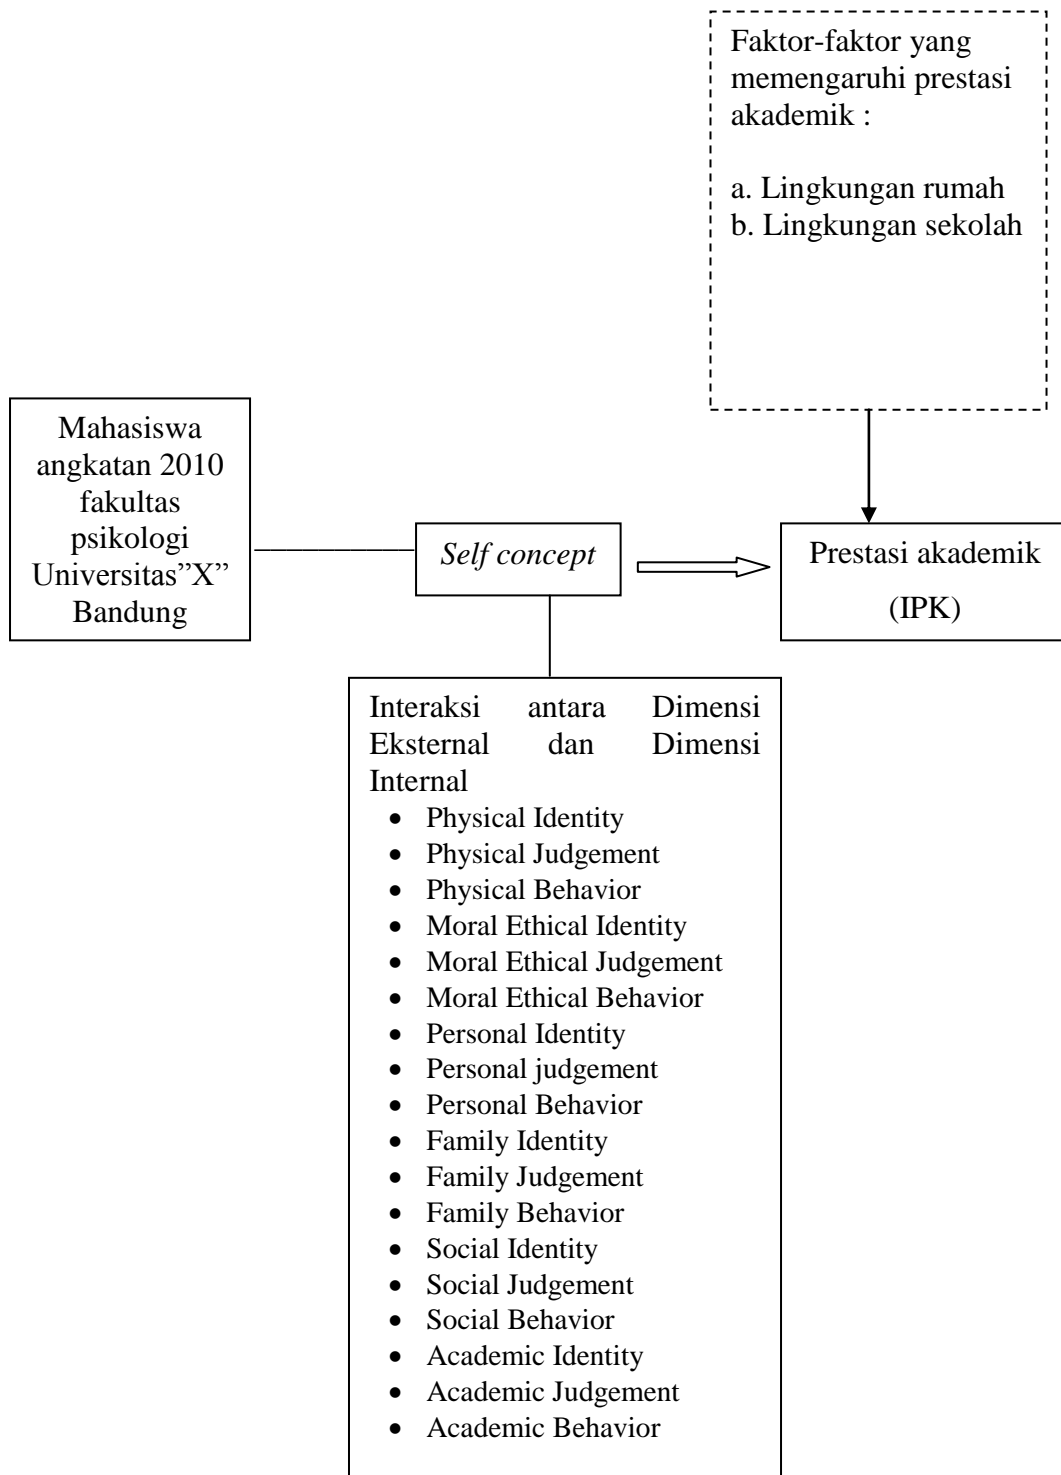 Faktor-faktor yang
memengaruhi prestasi
akademik :
a. Lingkungan rumah
b. Lingkungan sekolah
Mahasiswa
angkatan 2010
fakultas
psikologi
Universitas”X”
Bandung
Self concept
Prestasi akademik
(IPK)
Interaksi antara Dimensi
Eksternal dan Dimensi
Internal
• Physical Identity
• Physical Judgement
• Physical Behavior
• Moral Ethical Identity
• Moral Ethical Judgement
• Moral Ethical Behavior
• Personal Identity
• Personal judgement
• Personal Behavior
• Family Identity
• Family Judgement
• Family Behavior
• Social Identity
• Social Judgement
• Social Behavior
• Academic Identity
• Academic Judgement
• Academic Behavior